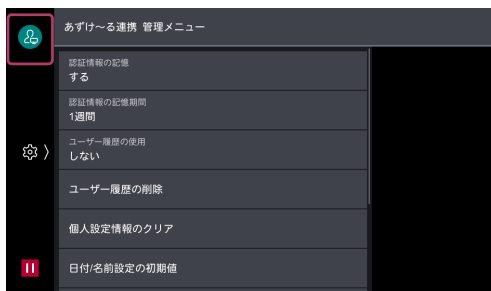 あずけ～る連携 管理メニュー
認証情報の記憶
する
認証情報の記憶期間
1週間
ユーザー履歴の使用
しない
ユーザー履歴の削除
個人設定情報のクリア
日付/名前設定の初期値